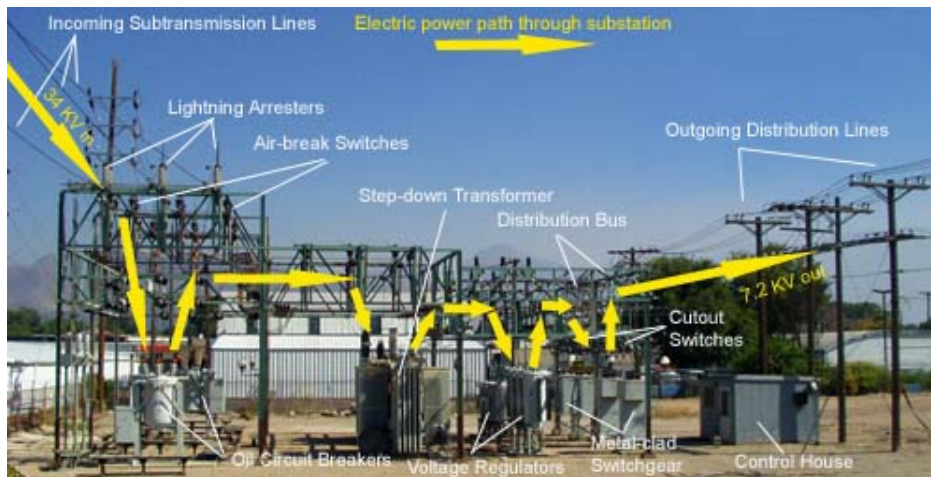 Incoming Subtransmission Lines
Electric power path through substation
34 KV in
Lightning Arresters
Air-break Switches
Outgoing Distribution Lines
Step-down Transformer
Distribution Bus
7.2 KV out
Cutout
Switches
Oil Circuit Breakers
Voltage Regulators
Metal-clad
Switchgear
Control House